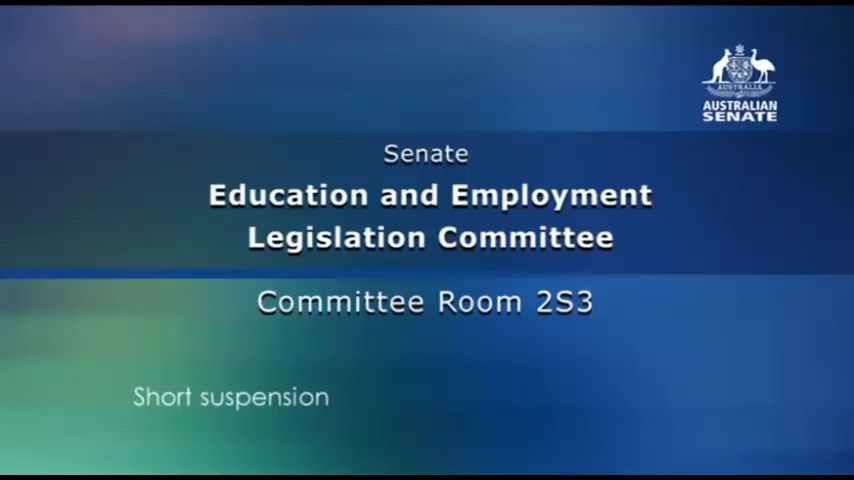 AUSTRALIA
AUSTRALIAN
SENATE
Senate
Education and Employment
Legislation Committee
Committee Room 2S3
Short suspension